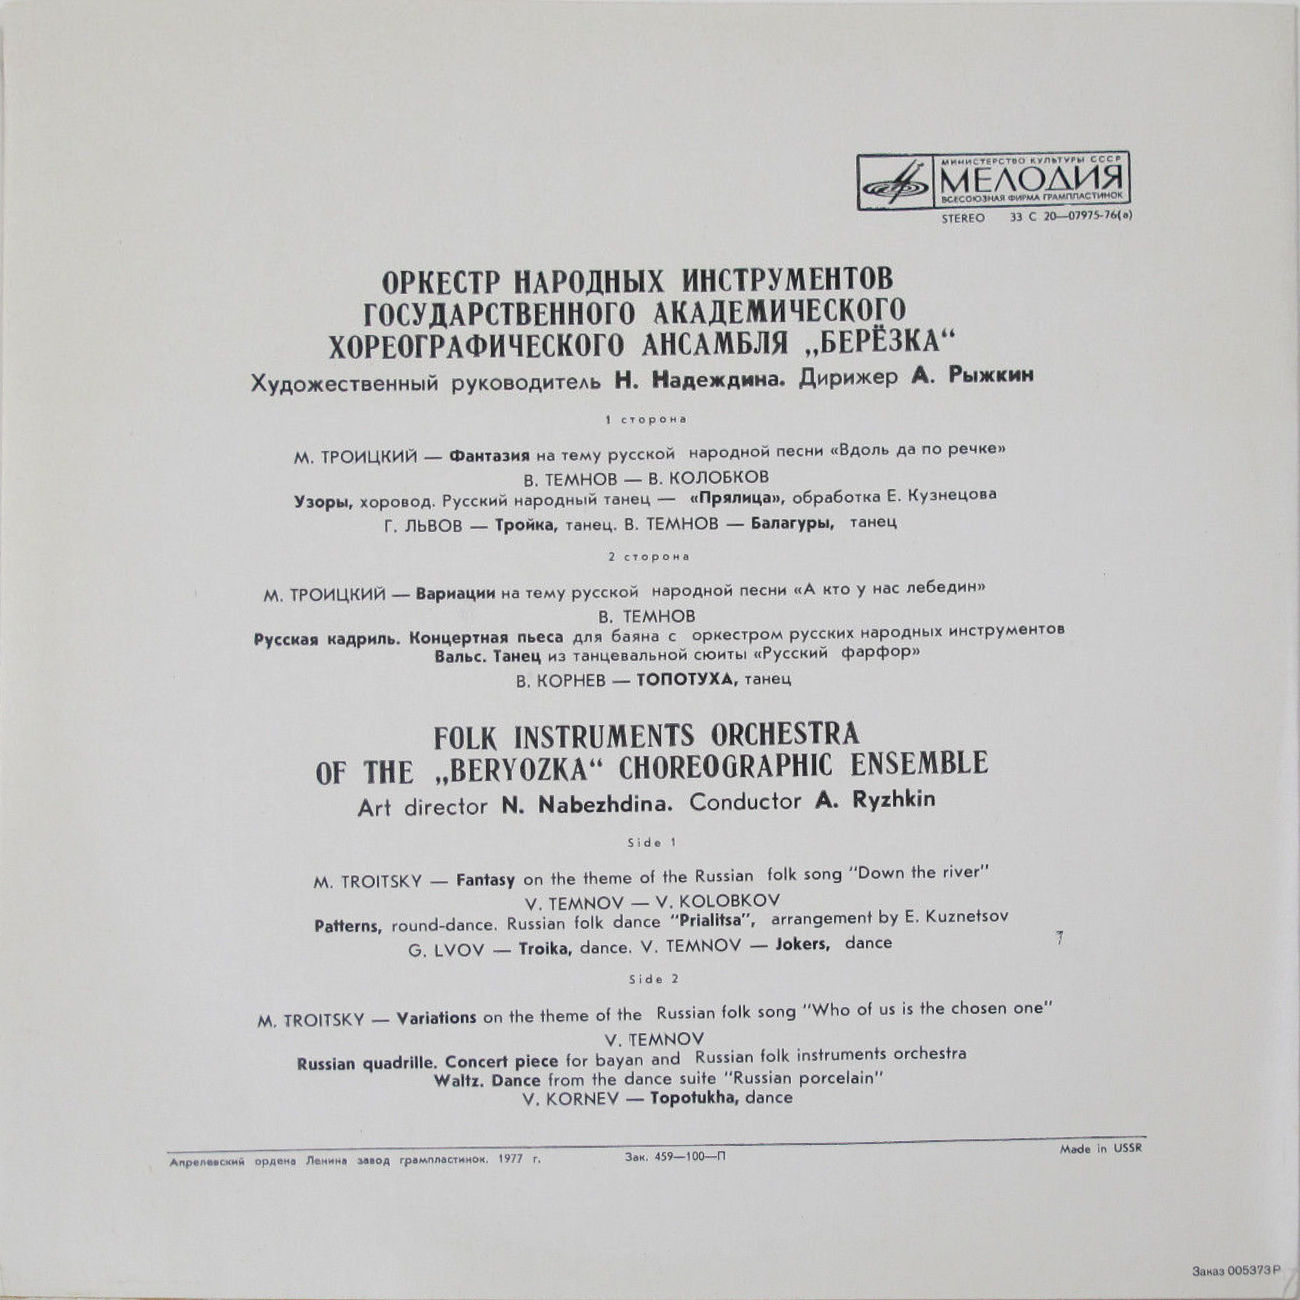 МИНИСТЕРСТВО КУЛЬТУРЫ СССР
МЕЛОДИЯ
ВСЕСОЮЗНАЯ ФИРМА ГРАМПЛАСТИНОК
STEREO 33 С 20—07975-76(а)
ОРКЕСТР НАРОДНЫХ ИНСТРУМЕНТОВ
ГОСУДАРСТВЕННОГО АКАДЕМИЧЕСКОГО
ХОРЕОГРАФИЧЕСКОГО АНСАМБЛЯ „БЕРЁЗКА“
Художественный руководитель Н. Надеждина. Дирижер А. Рыжкин
1 сторона
М. ТРОИЦКИЙ — Фантазия на тему русской народной песни «Вдоль да по речке»
В. ТЕМНОВ — В. КОЛОБКОВ
Узоры, хоровод. Русский народный танец — «Прялица», обработка Е. Кузнецова
Г. ЛЬВОВ — Тройка, танец. В. ТЕМНОВ — Балагуры, танец
2 сторона
М. ТРОИЦКИЙ — Вариации на тему русской народной песни «А кто у нас лебедин»
В. ТЕМНОВ
Русская кадриль. Концертная пьеса для баяна с оркестром русских народных инструментов
Вальс. Танец из танцевальной сюиты «Русский фарфор»
В. КОРНЕВ — ТОПОТУХА, танец
FOLK INSTRUMENTS ORCHESTRA
OF THE „BERYOZKA“ CHOREOGRAPHIC ENSEMBLE
Art director N. Nabezhdina. Conductor A. Ryzhkin
Side 1
M. TROITSKY — Fantasy on the theme of the Russian folk song "Down the river"
V. TEMNOV — V. KOLOBKOV
Patterns, round-dance. Russian folk dance "Prialitsa", arrangement by E. Kuznetsov
G. LVOV — Troika, dance. V. TEMNOV — Jokers, dance
Side 2
M. TROITSKY — Variations on the theme of the Russian folk song "Who of us is the chosen one"
V. TEMNOV
Russian quadrille. Concert piece for bayan and Russian folk instruments orchestra
Waltz. Dance from the dance suite "Russian porcelain"
V. KORNEV — Topotukha, dance
Апрелевский ордена Ленина завод грампластинок. 1977 г. Зак. 459—100—П Made in USSR
Заказ 005373Р